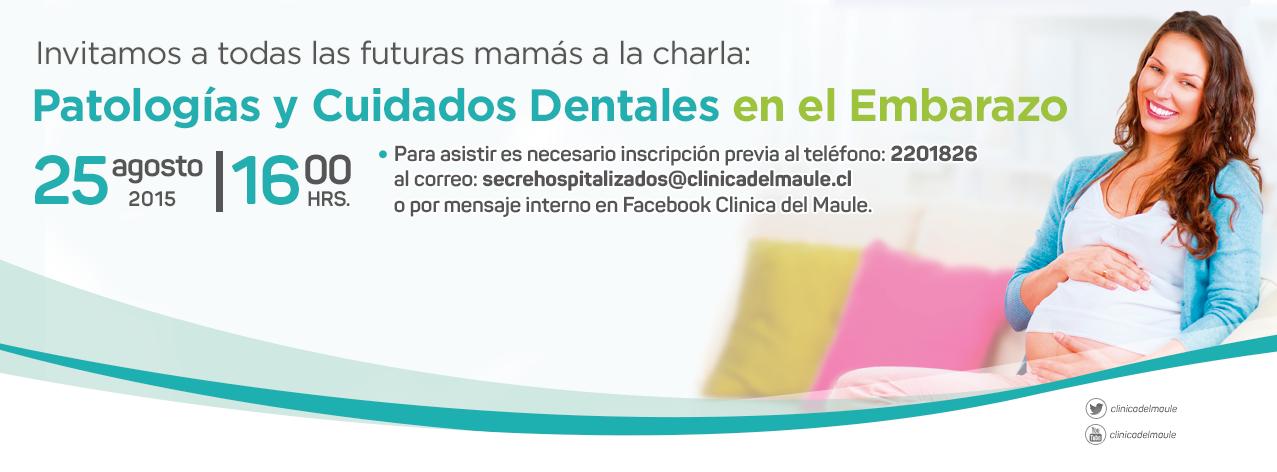 Invitamos a todas las futuras mamás a la charla:
Patologías y Cuidados Dentales en el Embarazo
25 agosto 2015 | 16 00 HRS.
• Para asistir es necesario inscripción previa al teléfono: 2201826
al correo: secrehospitalizados@clinicadelmaule.cl
o por mensaje interno en Facebook Clinica del Maule.
clinicadelmaule
You Tube clinicadelmaule